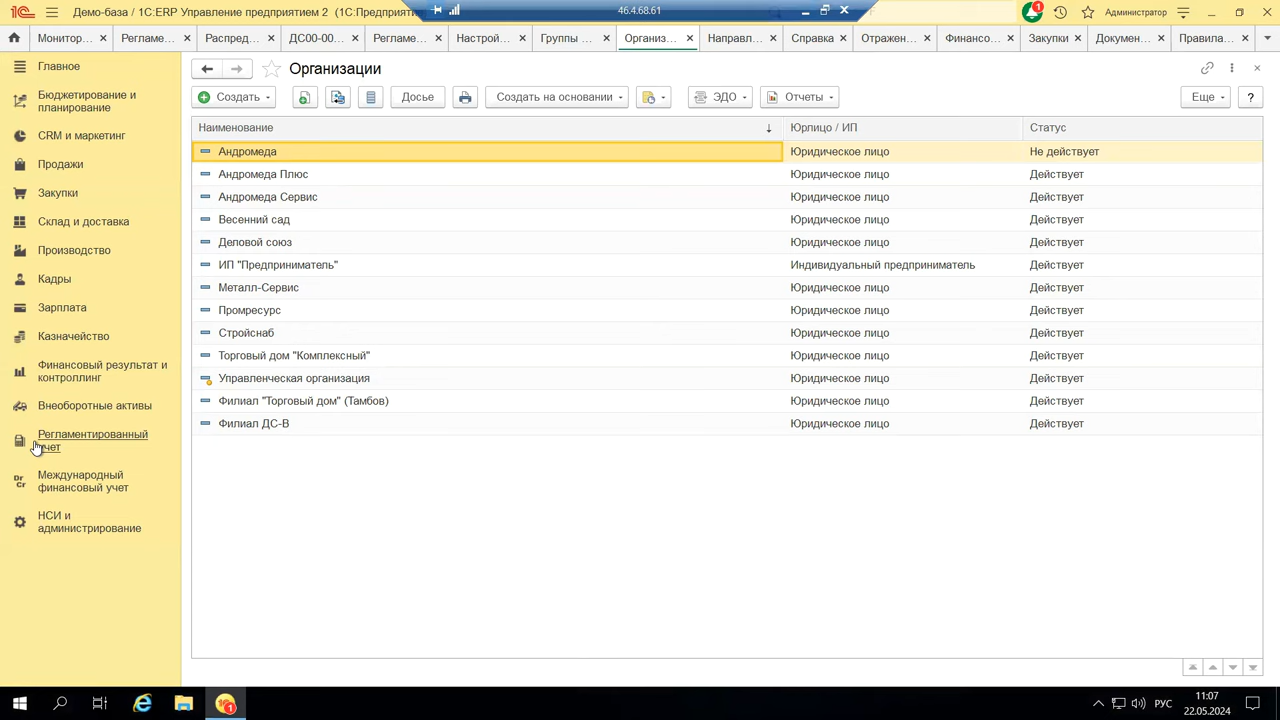 Демо-база / 1С:ERP Управление предприятием 2 (1С:Предприяти
46.4.68.61
1
Администратор
Монитор...
Регламе...
Распред...
ДС00-00...
Регламе...
Настрой...
Группы ...
Организ...
Направл...
Справка
Отражен...
Финансо...
Закупки
Докумен...
Правила...
Главное
Бюджетирование и
планирование
CRM и маркетинг
Продажи
Закупки
Склад и доставка
Производство
Кадры
Зарплата
Казначейство
Финансовый результат и
контроллинг
Внеоборотные активы
Регламентированный
учет
Международный
финансовый учет
НСИ и
администрирование
Организации
Создать
Досье
Создать на основании
ЭДО
Отчеты
Еще
?
Наименование ↓ Юрлицо / ИП Статус
Андромеда Юридическое лицо Не действует
Андромеда Плюс Юридическое лицо Действует
Андромеда Сервис Юридическое лицо Действует
Весенний сад Юридическое лицо Действует
Деловой союз Юридическое лицо Действует
ИП "Предприниматель" Индивидуальный предприниматель Действует
Металл-Сервис Юридическое лицо Действует
Промресурс Юридическое лицо Действует
Стройснаб Юридическое лицо Действует
Торговый дом "Комплексный" Юридическое лицо Действует
Управленческая организация Юридическое лицо Действует
Филиал "Торговый дом" (Тамбов) Юридическое лицо Действует
Филиал ДС-В Юридическое лицо Действует
РУС
11:07
22.05.2024